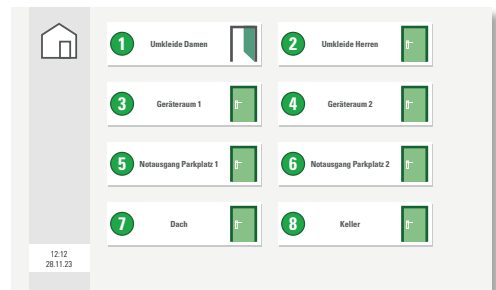 1 Umkleide Damen
2 Umkleide Herren
3 Geräteraum 1
4 Geräteraum 2
5 Notausgang Parkplatz 1
6 Notausgang Parkplatz 2
7 Dach
8 Keller
12:12
28.11.23